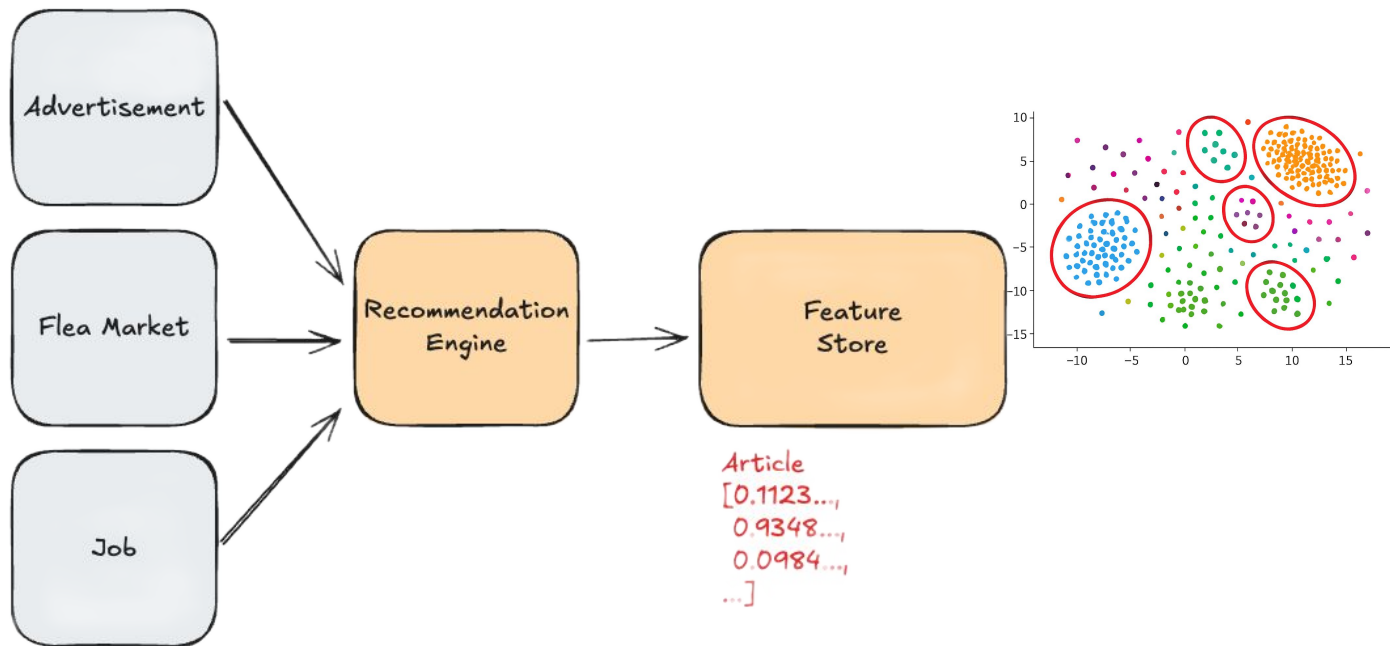 Advertisement
Flea Market
Job
Recommendation
Engine
Feature
Store
Article
[0.1123...,
0.9348...,
0.0984...,
...]
10
5
0
−5
−10
−15
−10
−5
0
5
10
15